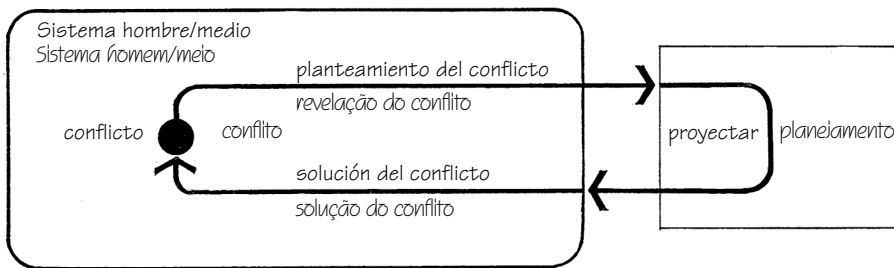 Sistema hombre/medio
Sistema homem/meio
planteamiento del conflicto
revelação do conflito
conflicto conflito
proyectar planejamento
solución del conflicto
solução do conflito